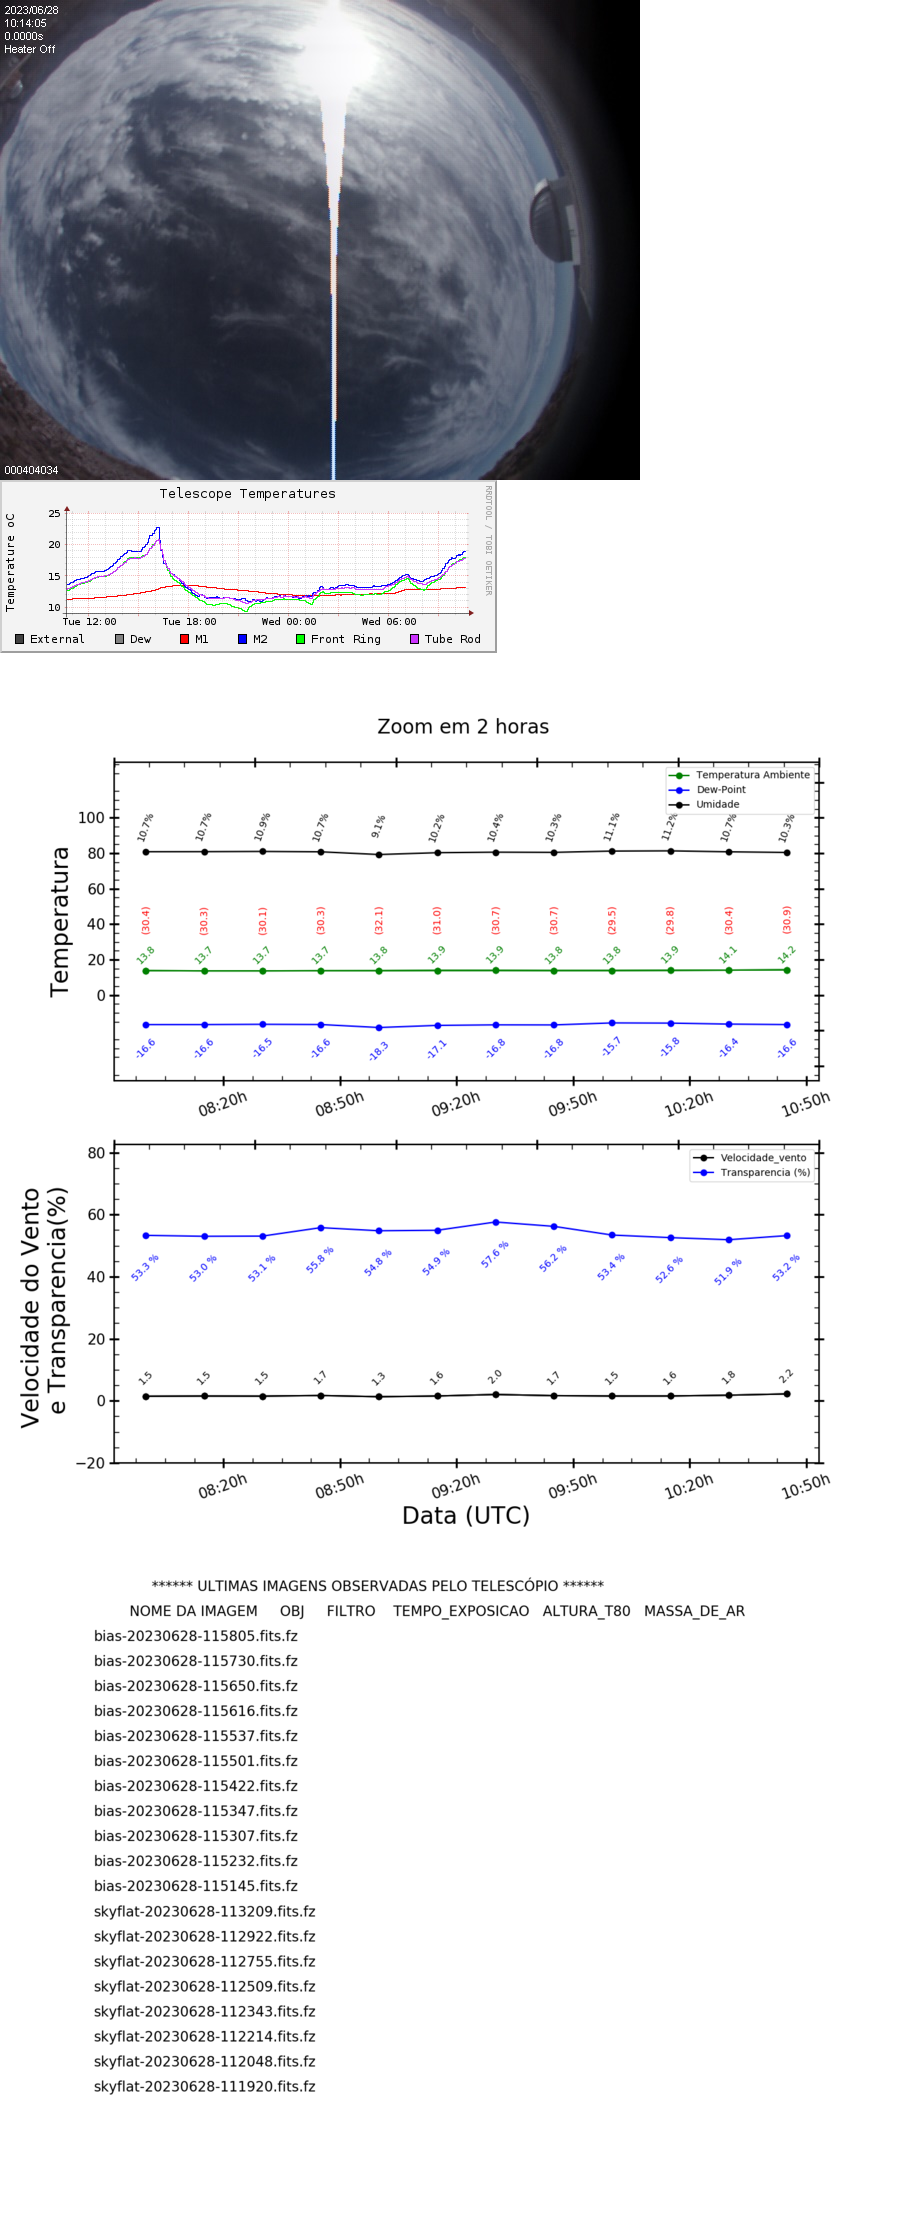 2023/06/28
10:14:05
0.0000s
Heater Off
000404034
Telescope Temperatures
RRDTOOL / TOBI OETIKER
Temperature oC
25
20
15
10
Tue 12:00 Tue 18:00 Wed 00:00 Wed 06:00
External Dew M1 M2 Front Ring Tube Rod
Zoom em 2 horas
Temperatura Ambiente
Dew-Point
Umidade
Temperatura
100
80
60
40
20
0
10.7% 10.7% 10.9% 10.7% 9.1% 10.2% 10.4% 10.3% 11.1% 11.2% 10.7% 10.3%
(30.4) (30.3) (30.1) (30.3) (32.1) (31.0) (30.7) (30.7) (29.5) (29.8) (30.4) (30.9)
13.8 13.7 13.7 13.7 13.8 13.9 13.9 13.8 13.8 13.9 14.1 14.2
-16.6 -16.6 -16.5 -16.6 -18.3 -17.1 -16.8 -16.8 -15.7 -15.8 -16.4 -16.6
08:20h 08:50h 09:20h 09:50h 10:20h 10:50h
Velocidade_vento
Transparencia (%)
Velocidade do Vento
e Transparencia(%)
80
60
40
20
0
−20
53.3 % 53.0 % 53.1 % 55.8 % 54.8 % 54.9 % 57.6 % 56.2 % 53.4 % 52.6 % 51.9 % 53.2 %
1.5 1.5 1.5 1.7 1.3 1.6 2.0 1.7 1.5 1.6 1.8 2.2
08:20h 08:50h 09:20h 09:50h 10:20h 10:50h
Data (UTC)
****** ULTIMAS IMAGENS OBSERVADAS PELO TELESCÓPIO ******
NOME DA IMAGEM OBJ FILTRO TEMPO_EXPOSICAO ALTURA_T80 MASSA_DE_AR
bias-20230628-115805.fits.fz
bias-20230628-115730.fits.fz
bias-20230628-115650.fits.fz
bias-20230628-115616.fits.fz
bias-20230628-115537.fits.fz
bias-20230628-115501.fits.fz
bias-20230628-115422.fits.fz
bias-20230628-115347.fits.fz
bias-20230628-115307.fits.fz
bias-20230628-115232.fits.fz
bias-20230628-115145.fits.fz
skyflat-20230628-113209.fits.fz
skyflat-20230628-112922.fits.fz
skyflat-20230628-112755.fits.fz
skyflat-20230628-112509.fits.fz
skyflat-20230628-112343.fits.fz
skyflat-20230628-112214.fits.fz
skyflat-20230628-112048.fits.fz
skyflat-20230628-111920.fits.fz